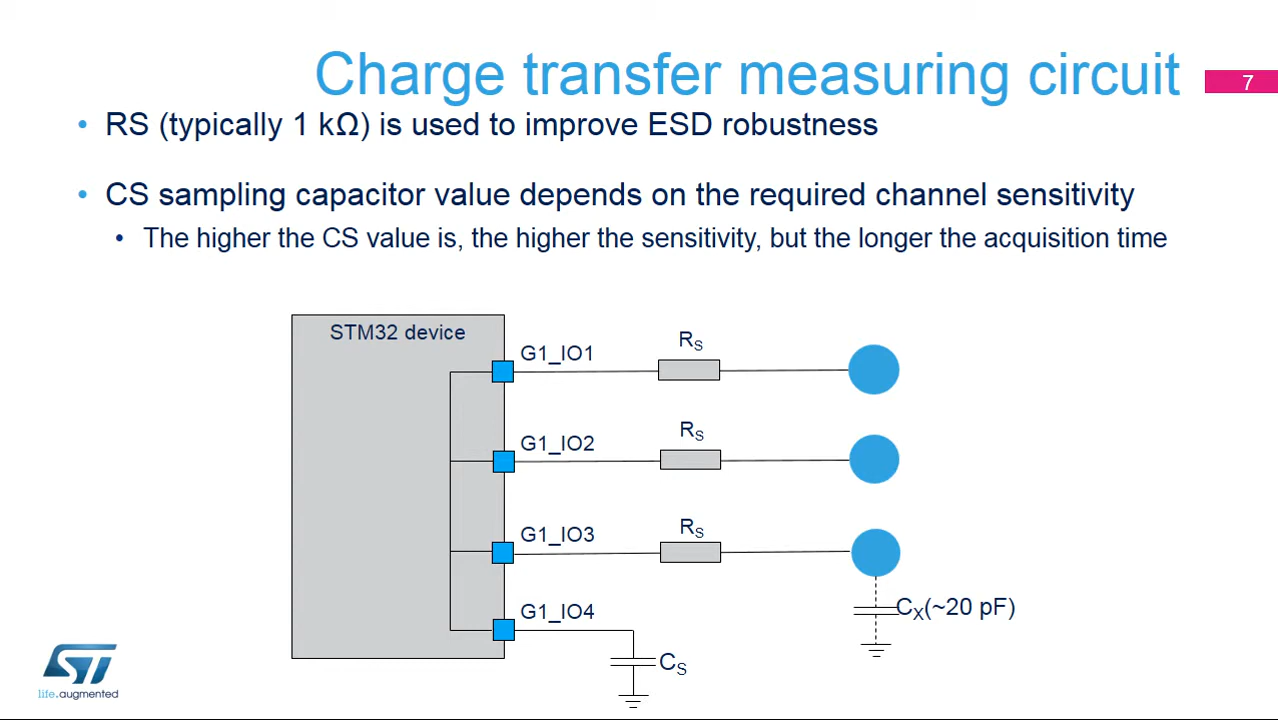 Charge transfer measuring circuit
7
• RS (typically 1 kΩ) is used to improve ESD robustness
• CS sampling capacitor value depends on the required channel sensitivity
• The higher the CS value is, the higher the sensitivity, but the longer the acquisition time
STM32 device
G1_IO1
RS
G1_IO2
RS
G1_IO3
RS
G1_IO4
CX(~20 pF)
CS
ST
life.augmented